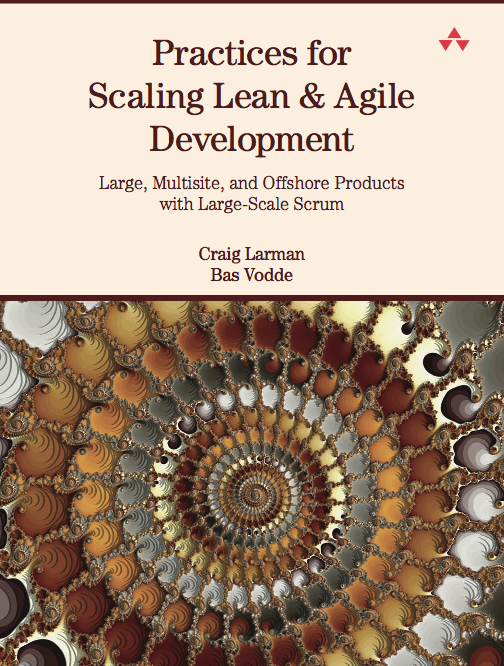 Practices for
Scaling Lean & Agile
Development
Large, Multisite, and Offshore Products
with Large-Scale Scrum
Craig Larman
Bas Vodde